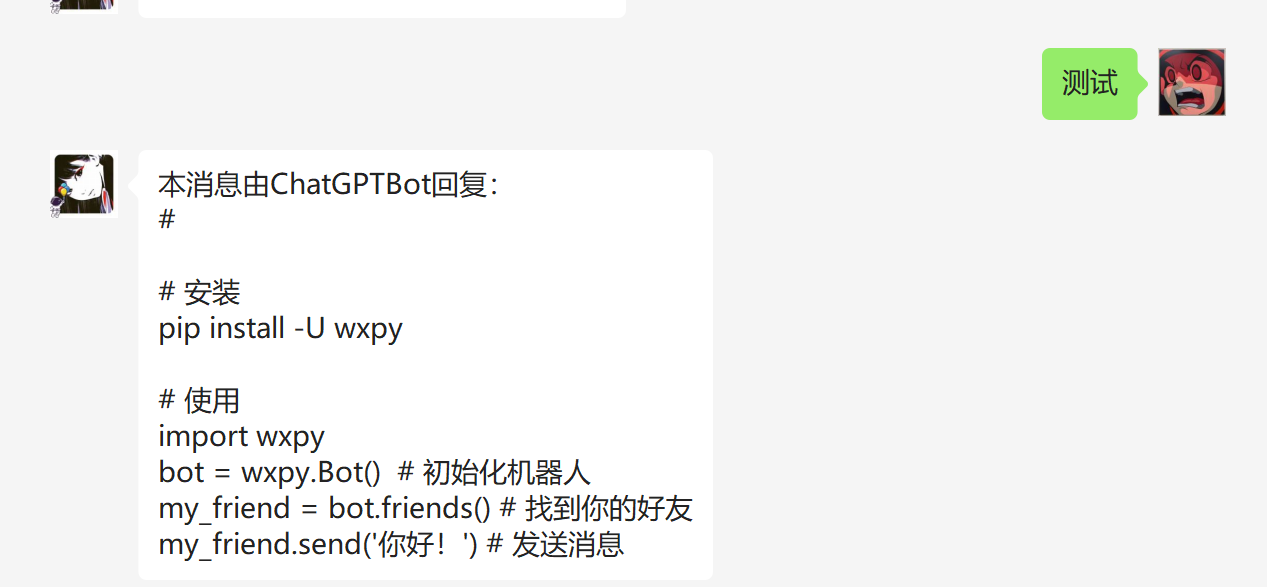 测试
本消息由ChatGPTBot回复：
#
# 安装
pip install -U wxpy
# 使用
import wxpy
bot = wxpy.Bot()  # 初始化机器人
my_friend = bot.friends() # 找到你的好友
my_friend.send('你好！') # 发送消息